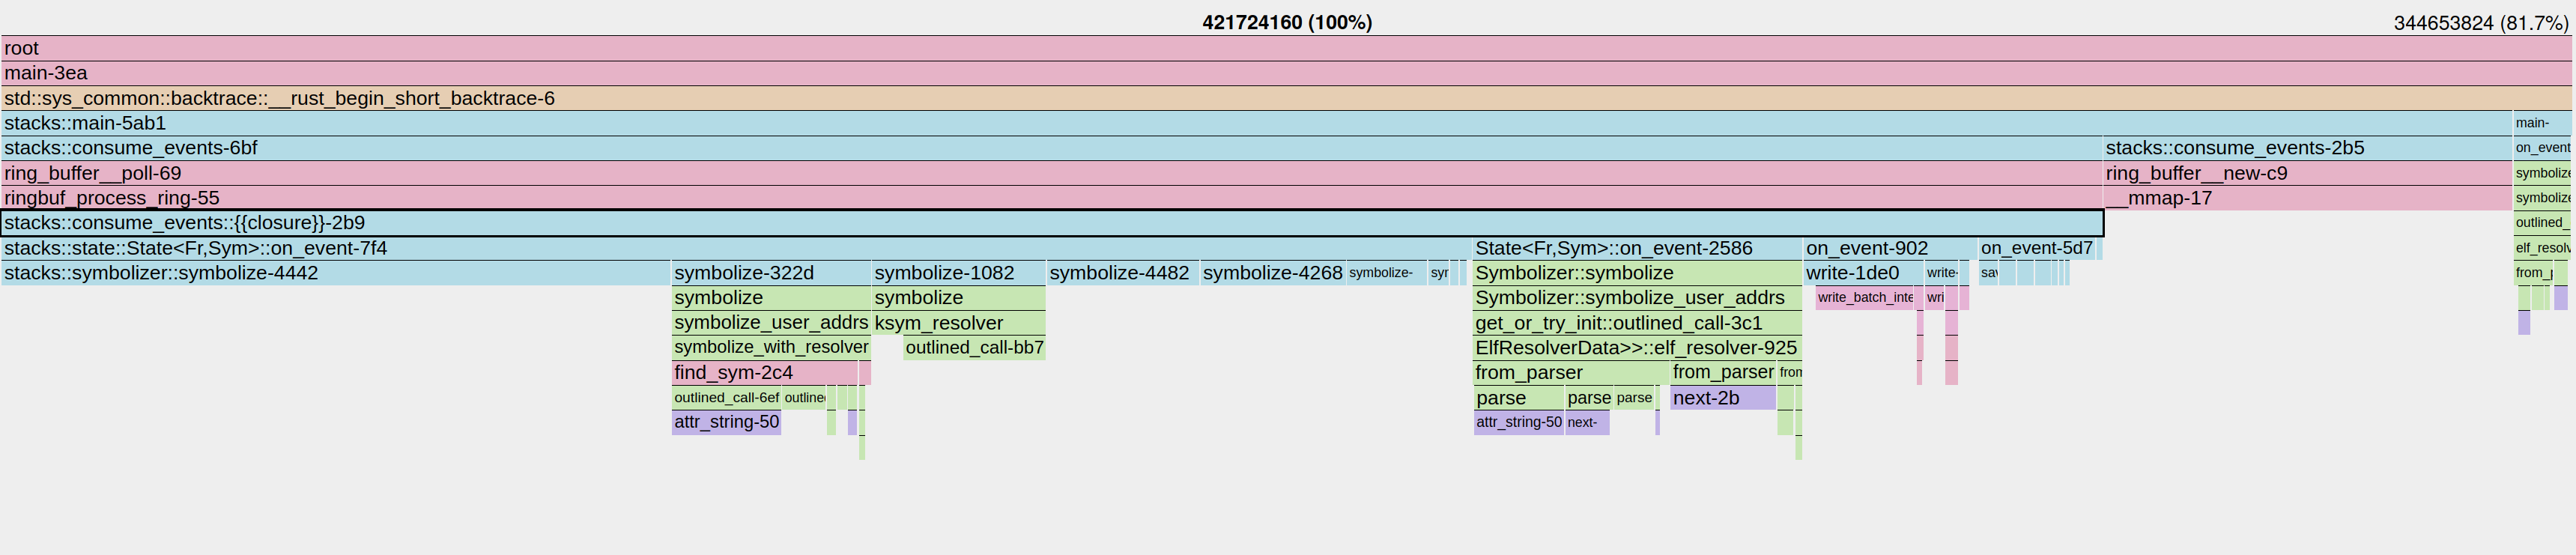 421724160 (100%) 344653824 (81.7%)
root
main-3ea
std::sys_common::backtrace::__rust_begin_short_backtrace-6
stacks::main-5ab1 main-
stacks::consume_events-6bf stacks::consume_events-2b5 on_event
ring_buffer__poll-69 ring_buffer__new-c9 symbolize
ringbuf_process_ring-55 __mmap-17 symbolize
stacks::consume_events::{{closure}}-2b9 outlined_
stacks::state::State<Fr,Sym>::on_event-7f4 State<Fr,Sym>::on_event-2586 on_event-902 on_event-5d7 elf_resolv
stacks::symbolizer::symbolize-4442 symbolize-322d symbolize-1082 symbolize-4482 symbolize-4268 symbolize- syr Symbolizer::symbolize write-1de0 write- sav from_p
symbolize symbolize Symbolizer::symbolize_user_addrs write_batch_inte wri
symbolize_user_addrs ksym_resolver get_or_try_init::outlined_call-3c1
symbolize_with_resolver outlined_call-bb7 ElfResolverData>>::elf_resolver-925
find_sym-2c4 from_parser from_parser from
outlined_call-6ef outline parse parse parse next-2b
attr_string-50 attr_string-50 next-